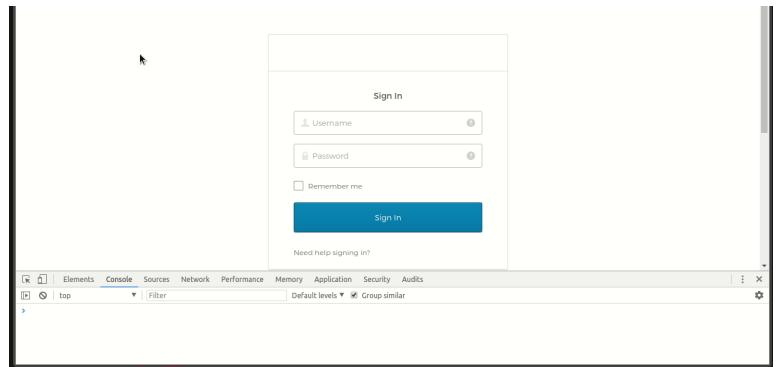 Sign In
Username
Password
Remember me
Sign In
Need help signing in?
Elements Console Sources Network Performance Memory Application Security Audits
top Filter Default levels Group similar